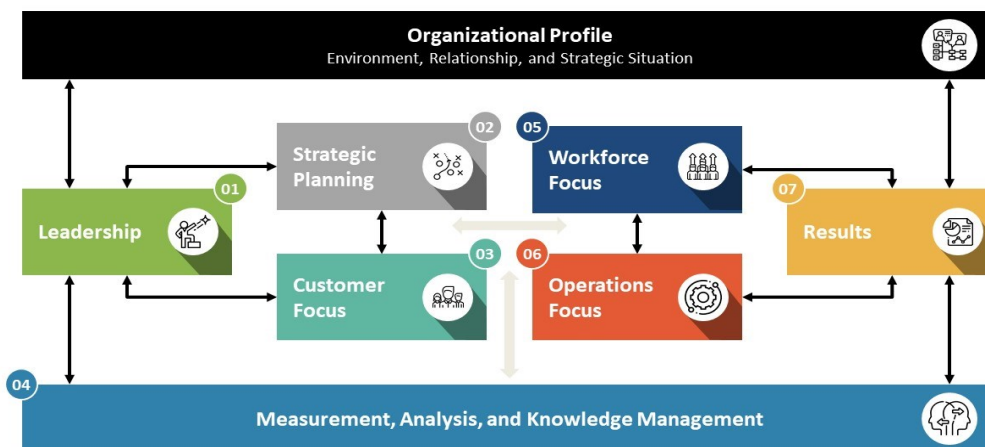 Organizational Profile
Environment, Relationship, and Strategic Situation
01
Leadership
02
Strategic
Planning
03
Customer
Focus
05
Workforce
Focus
06
Operations
Focus
07
Results
04
Measurement, Analysis, and Knowledge Management